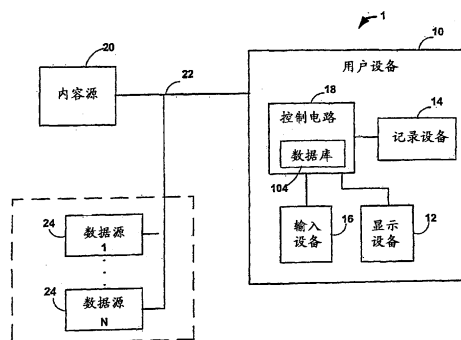 1
10
用户设备
20
内容源
22
18
控制电路
数据库
104
14
记录设备
输入
设备
16
显示
设备
12
24
数据源
1
24
数据源
N